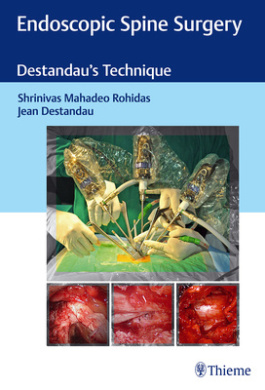 Endoscopic Spine Surgery
Destandau's Technique
Shrinivas Mahadeo Rohidas
Jean Destandau
Thieme